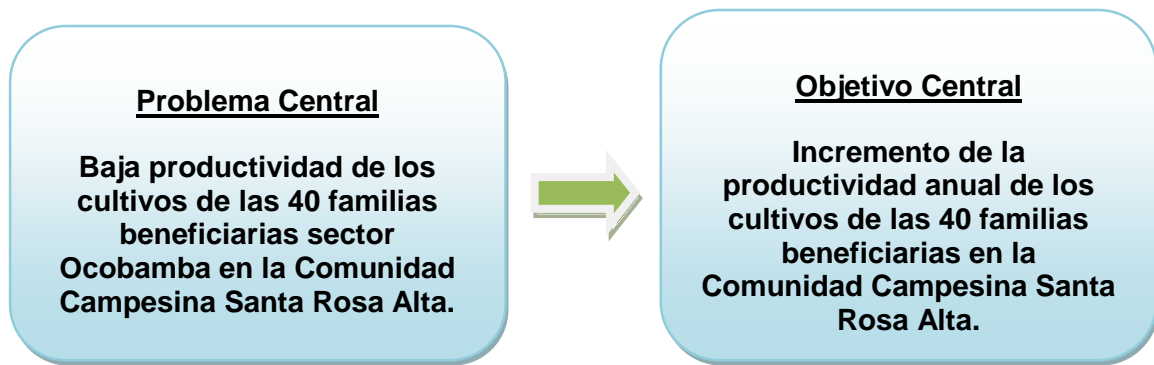 Problema Central
Baja productividad de los
cultivos de las 40 familias
beneficiarias sector
Ocobamba en la Comunidad
Campesina Santa Rosa Alta.
Objetivo Central
Incremento de la
productividad anual de los
cultivos de las 40 familias
beneficiarias en la
Comunidad Campesina Santa
Rosa Alta.